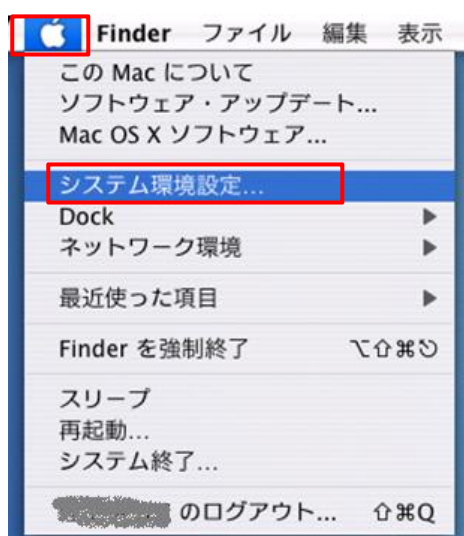 Finder ファイル 編集 表示
この Mac について
ソフトウェア・アップデート...
Mac OS X ソフトウェア...
システム環境設定...
Dock ▶
ネットワーク環境 ▶
最近使った項目 ▶
Finder を強制終了 ⌥⇧⌘⎋
スリープ
再起動...
システム終了...
のログアウト... ⇧⌘Q